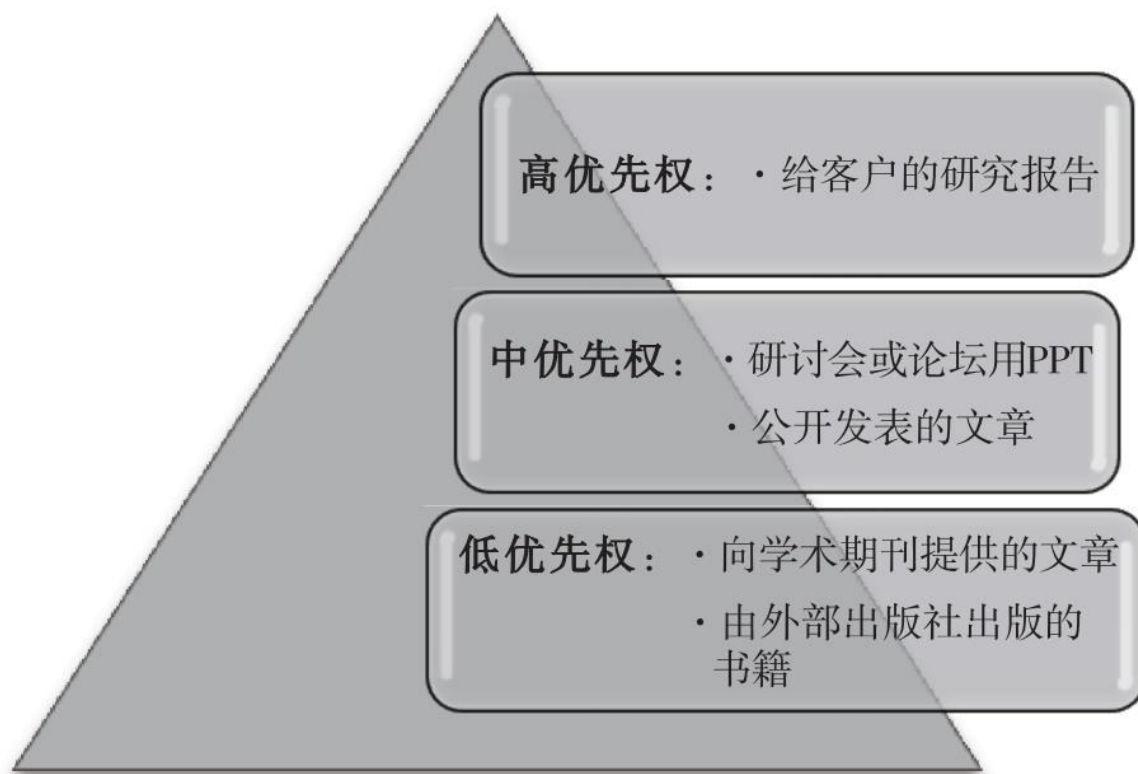 高优先权：·给客户的研究报告
中优先权：·研讨会或论坛用PPT
·公开发表的文章
低优先权：·向学术期刊提供的文章
·由外部出版社出版的
书籍